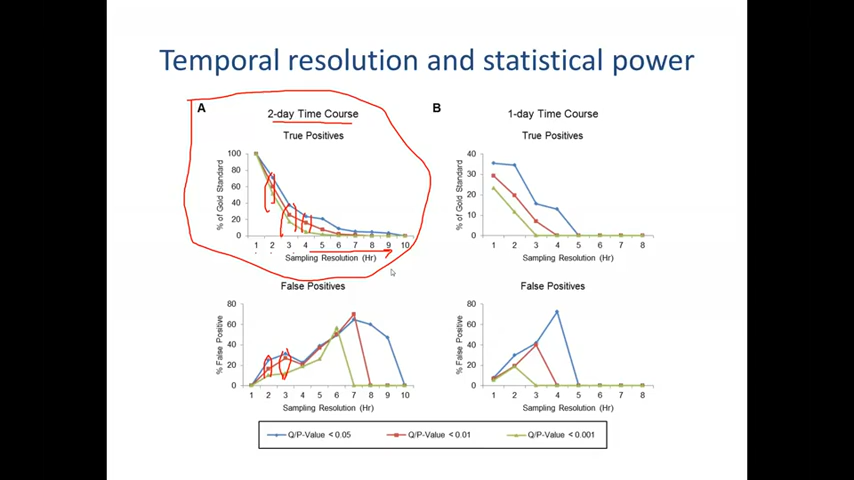 Temporal resolution and statistical power
A
2-day Time Course
True Positives
% of Gold Standard
100
80
60
40
20
0
1 2 3 4 5 6 7 8 9 10
Sampling Resolution (Hr)
B
1-day Time Course
True Positives
% of Gold Standard
40
30
20
10
0
1 2 3 4 5 6 7 8
Sampling Resolution (Hr)
False Positives
% False Positive
80
60
40
20
0
1 2 3 4 5 6 7 8 9 10
Sampling Resolution (Hr)
False Positives
% False Positive
80
60
40
20
0
1 2 3 4 5 6 7 8
Sampling Resolution (Hr)
Q/P-Value < 0.05 Q/P-Value < 0.01 Q/P-Value < 0.001